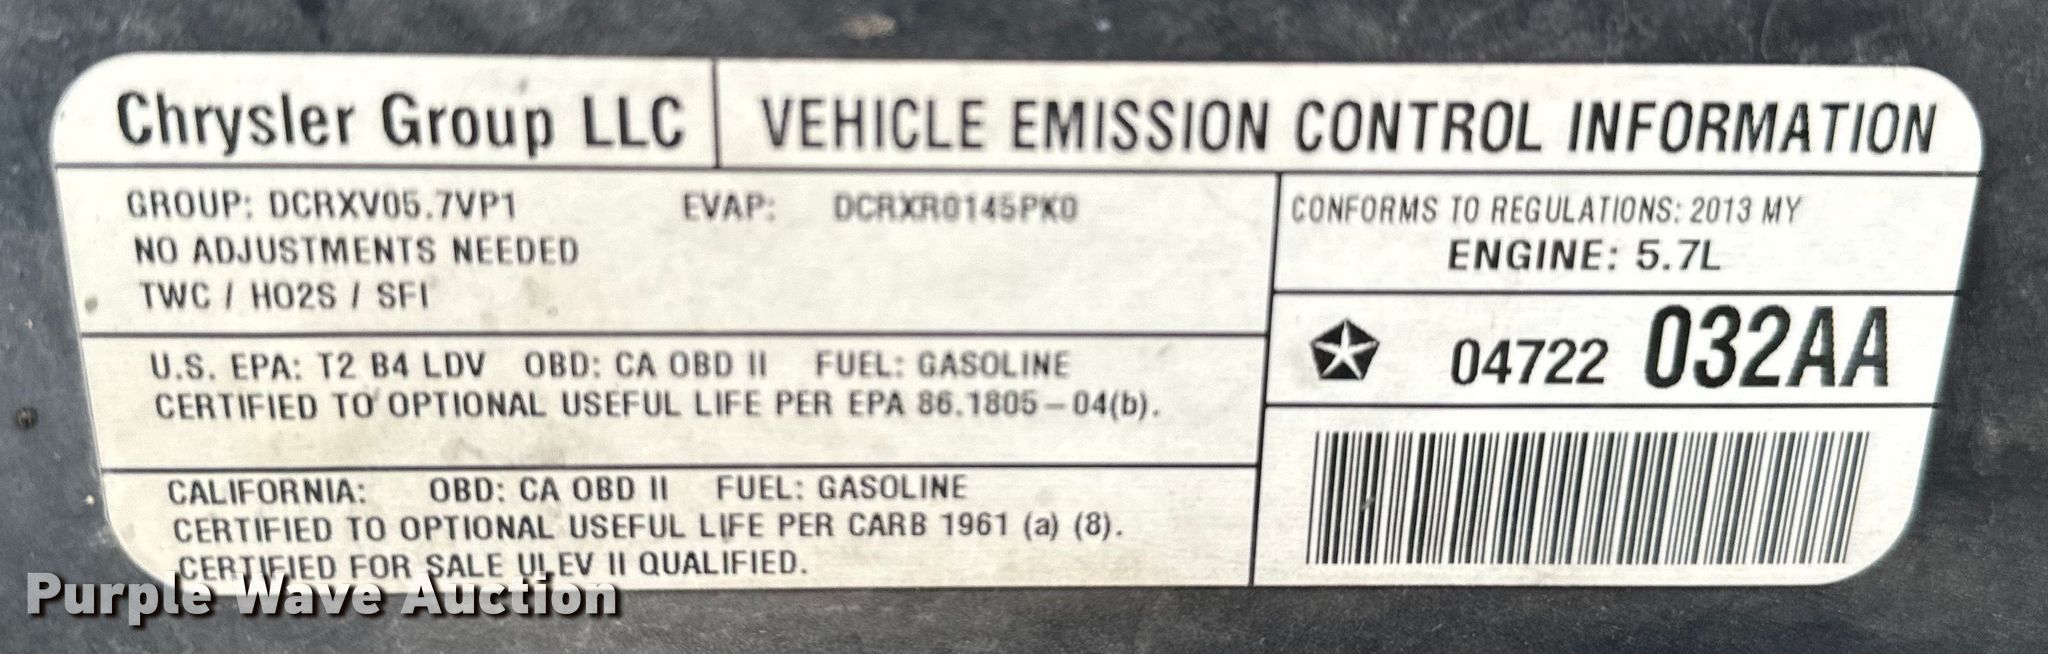 Chrysler Group LLC
VEHICLE EMISSION CONTROL INFORMATION
GROUP: DCRXV05.7VP1 EVAP: DCRXR0145PK0
NO ADJUSTMENTS NEEDED
TWC / HO2S / SFI
CONFORMS TO REGULATIONS: 2013 MY
ENGINE: 5.7L
04722 032AA
U.S. EPA: T2 B4 LDV OBD: CA OBD II FUEL: GASOLINE
CERTIFIED TO OPTIONAL USEFUL LIFE PER EPA 86.1805-04(b).
CALIFORNIA: OBD: CA OBD II FUEL: GASOLINE
CERTIFIED TO OPTIONAL USEFUL LIFE PER CARB 1961 (a) (8).
CERTIFIED FOR SALE ULEV II QUALIFIED.
Purple Wave Auction